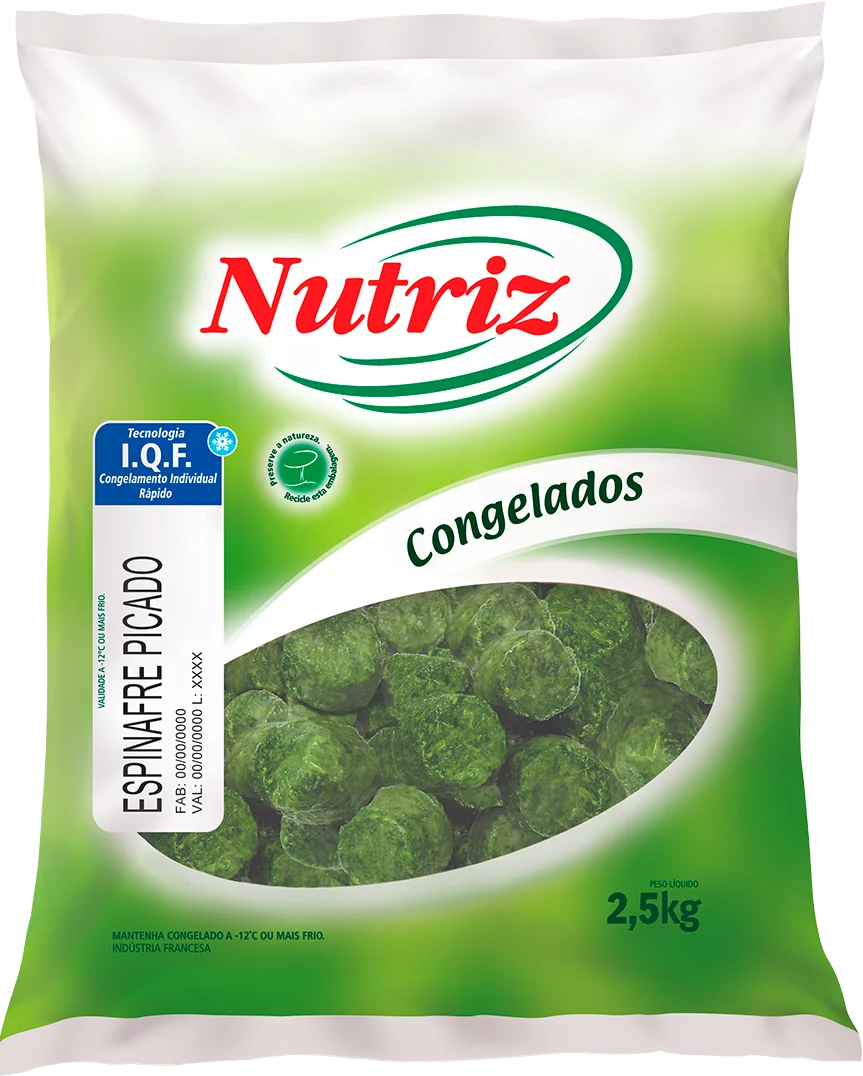 Nutriz
Tecnologia
I.Q.F.
Congelamento Individual
Rápido
Preserve a natureza.
Recicle esta embalagem.
Congelados
VALIDADE A -12°C OU MAIS FRIO.
ESPINAFRE PICADO
FAB: 00/00/0000
VAL: 00/00/0000 L: XXXX
PESO LÍQUIDO
2,5kg
MANTENHA CONGELADO A -12°C OU MAIS FRIO.
INDÚSTRIA FRANCESA